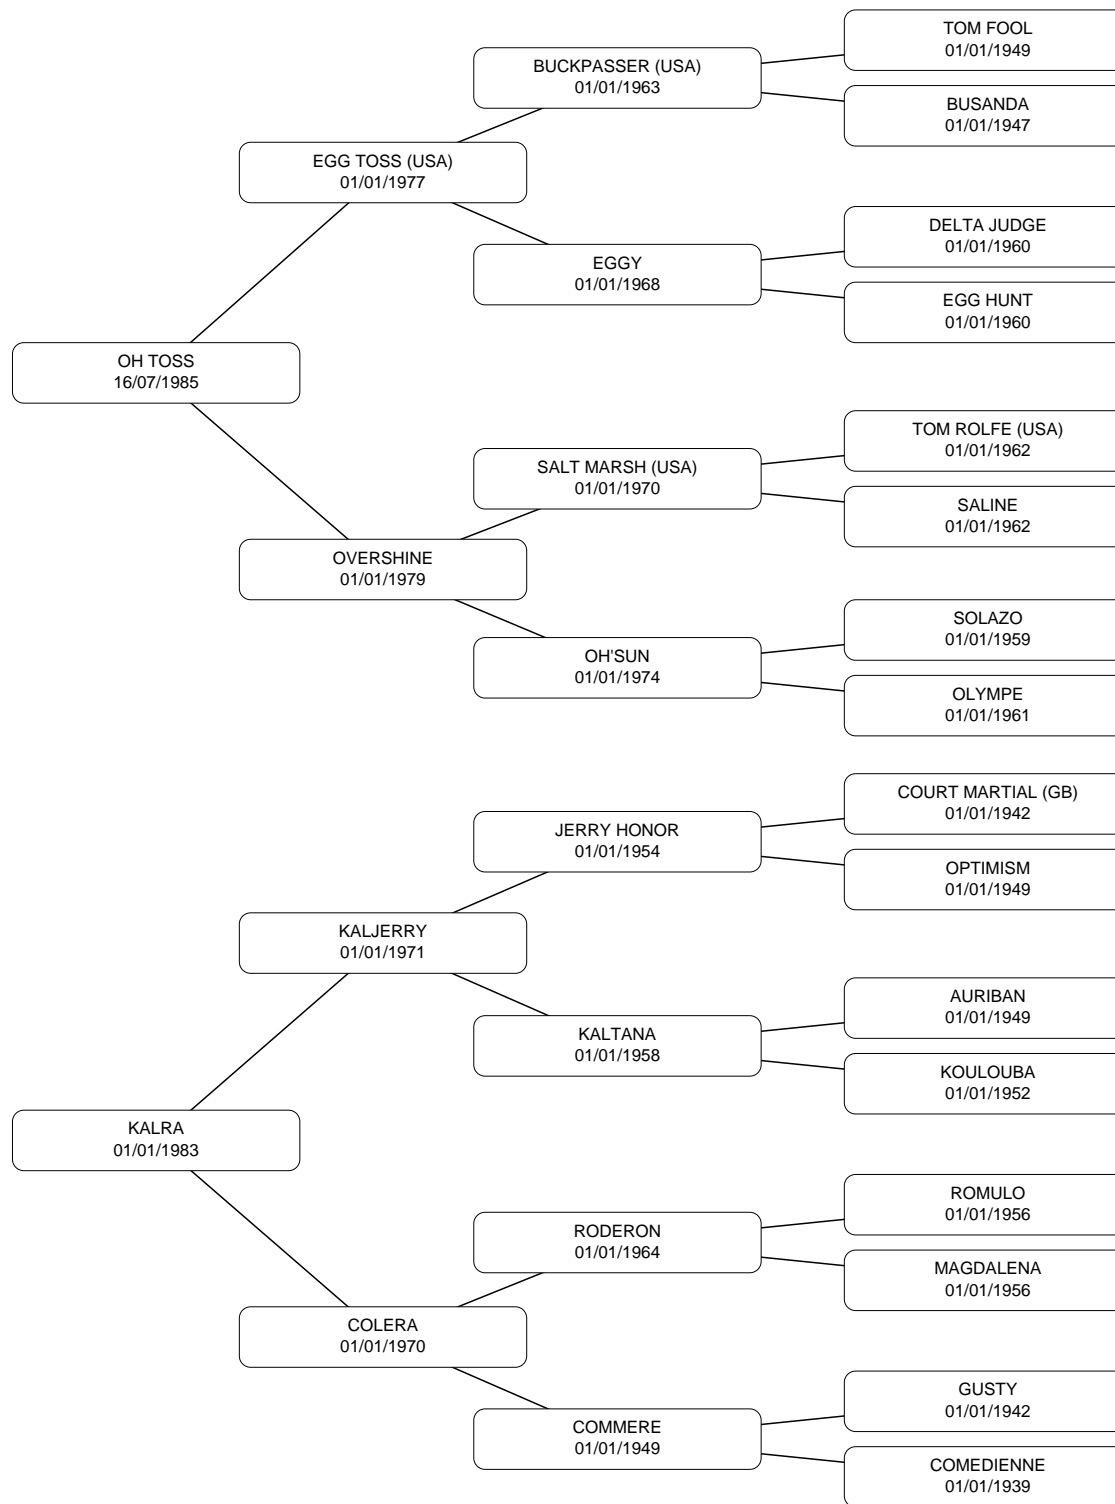 TOM FOOL
01/01/1949
BUCKPASSER (USA)
01/01/1963
BUSANDA
01/01/1947
EGG TOSS (USA)
01/01/1977
DELTA JUDGE
01/01/1960
EGGY
01/01/1968
EGG HUNT
01/01/1960
OH TOSS
16/07/1985
TOM ROLFE (USA)
01/01/1962
SALT MARSH (USA)
01/01/1970
SALINE
01/01/1962
OVERSHINE
01/01/1979
SOLAZO
01/01/1959
OH'SUN
01/01/1974
OLYMPE
01/01/1961
COURT MARTIAL (GB)
01/01/1942
JERRY HONOR
01/01/1954
OPTIMISM
01/01/1949
KALJERRY
01/01/1971
AURIBAN
01/01/1949
KALTANA
01/01/1958
KOULOUBA
01/01/1952
KALRA
01/01/1983
ROMULO
01/01/1956
RODERON
01/01/1964
MAGDALENA
01/01/1956
COLERA
01/01/1970
GUSTY
01/01/1942
COMMERE
01/01/1949
COMEDIENNE
01/01/1939